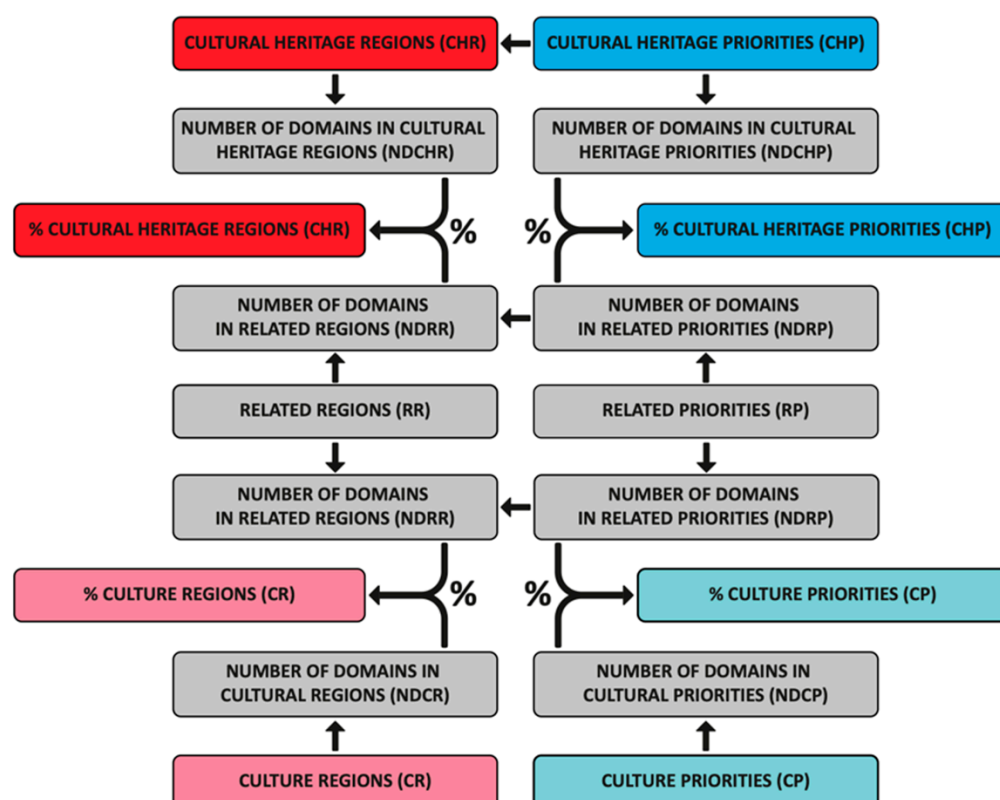 CULTURAL HERITAGE REGIONS (CHR)
CULTURAL HERITAGE PRIORITIES (CHP)
NUMBER OF DOMAINS IN CULTURAL
HERITAGE REGIONS (NDCHR)
NUMBER OF DOMAINS IN CULTURAL
HERITAGE PRIORITIES (NDCHP)
% CULTURAL HERITAGE REGIONS (CHR)
%
%
% CULTURAL HERITAGE PRIORITIES (CHP)
NUMBER OF DOMAINS
IN RELATED REGIONS (NDRR)
NUMBER OF DOMAINS
IN RELATED PRIORITIES (NDRP)
RELATED REGIONS (RR)
RELATED PRIORITIES (RP)
NUMBER OF DOMAINS
IN RELATED REGIONS (NDRR)
NUMBER OF DOMAINS
IN RELATED PRIORITIES (NDRP)
% CULTURE REGIONS (CR)
%
%
% CULTURE PRIORITIES (CP)
NUMBER OF DOMAINS IN
CULTURAL REGIONS (NDCR)
NUMBER OF DOMAINS IN
CULTURAL PRIORITIES (NDCP)
CULTURE REGIONS (CR)
CULTURE PRIORITIES (CP)